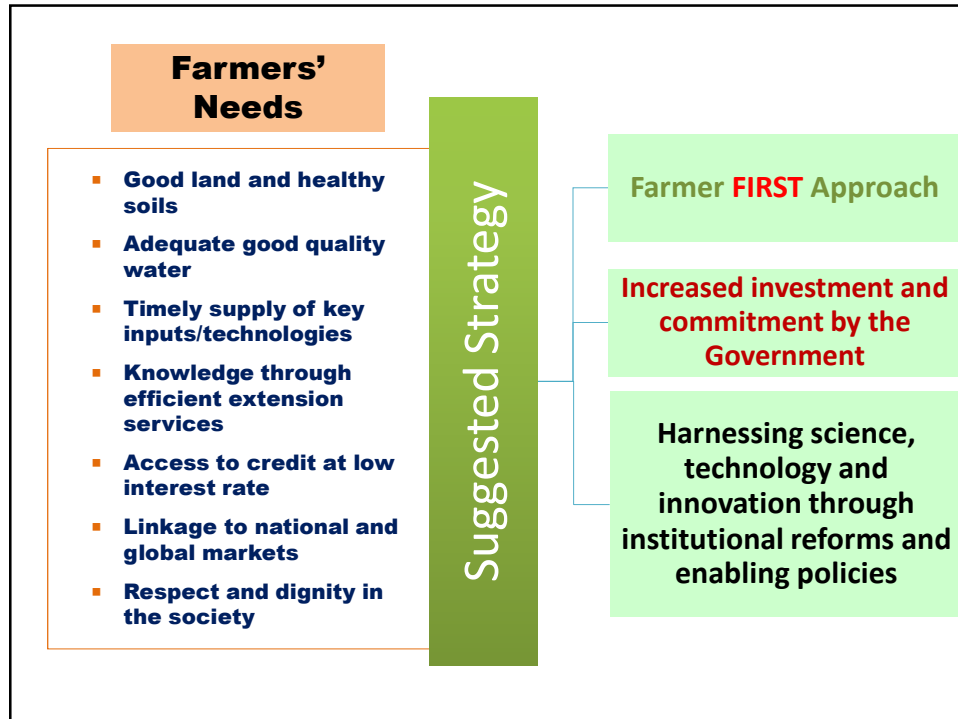 Farmers’
Needs
▪ Good land and healthy
soils
▪ Adequate good quality
water
▪ Timely supply of key
inputs/technologies
▪ Knowledge through
efficient extension
services
▪ Access to credit at low
interest rate
▪ Linkage to national and
global markets
▪ Respect and dignity in
the society
Suggested Strategy
Farmer FIRST Approach
Increased investment and
commitment by the
Government
Harnessing science,
technology and
innovation through
institutional reforms and
enabling policies